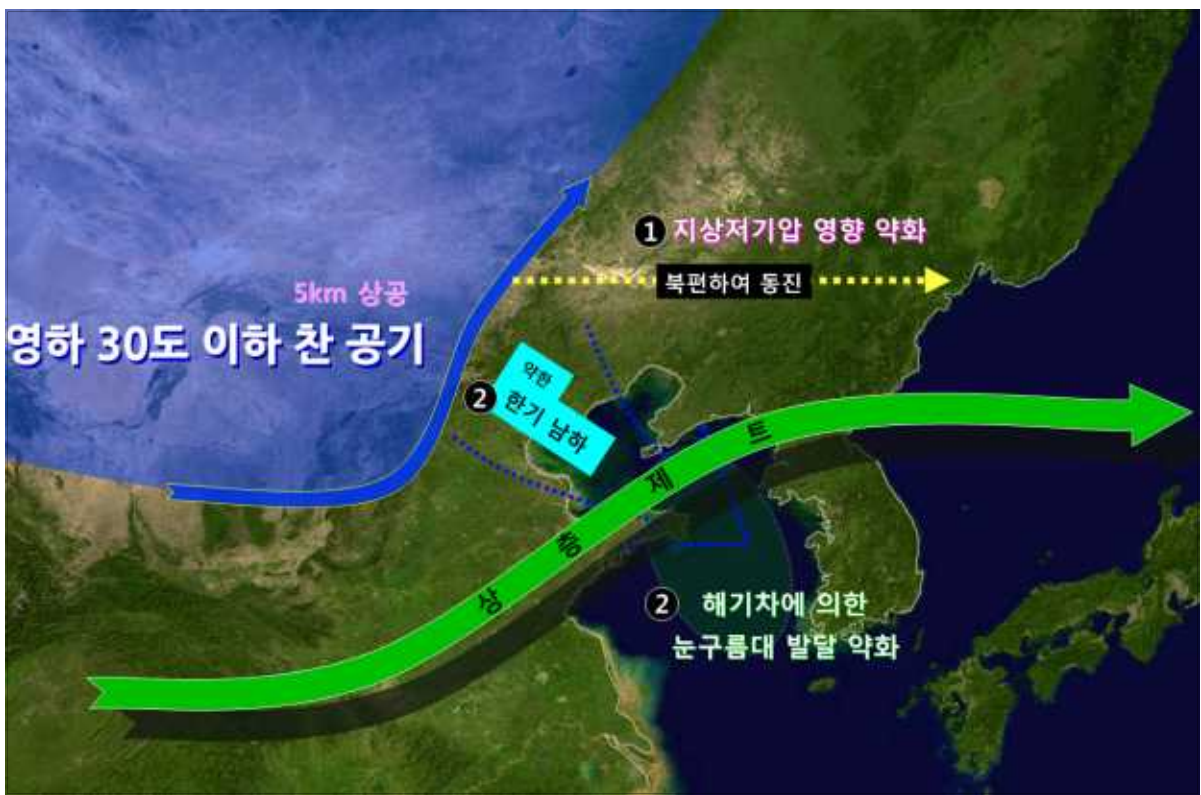 ❶ 지상저기압 영향 약화
북편하여 동진
5km 상공
영하 30도 이하 찬 공기
약한
❷ 한기 남하
상층제트
❷ 해기차에 의한
눈구름대 발달 약화